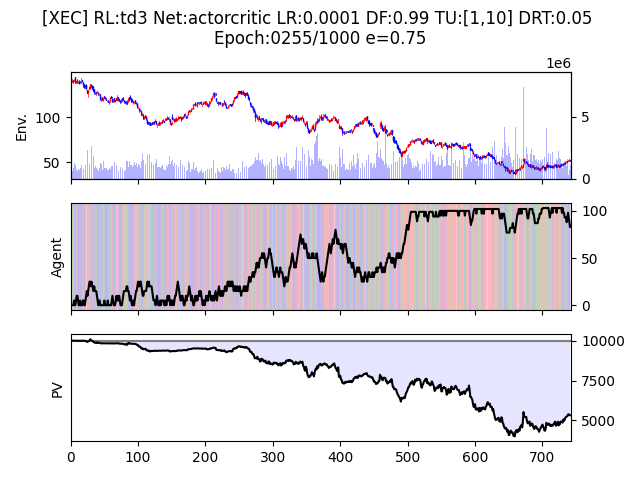 [XEC] RL:td3 Net:actorcritic LR:0.0001 DF:0.99 TU:[1,10] DRT:0.05
Epoch:0255/1000 e=0.75
1e6
Env.
100
50
5
0
Agent
100
50
0
PV
10000
7500
5000
0 100 200 300 400 500 600 700